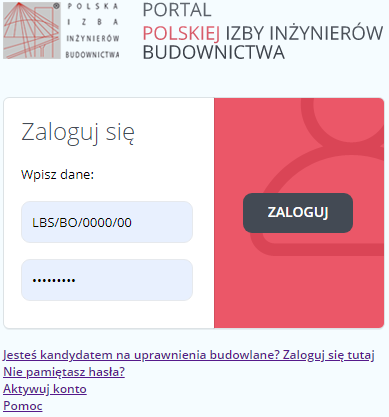 POLSKA
IZBA
INŻYNIERÓW
BUDOWNICTWA
®
PORTAL
POLSKIEJ IZBY INŻYNIERÓW
BUDOWNICTWA
Zaloguj się
Wpisz dane:
LBS/BO/0000/00
•••••••••
ZALOGUJ
Jesteś kandydatem na uprawnienia budowlane? Zaloguj się tutaj
Nie pamiętasz hasła?
Aktywuj konto
Pomoc